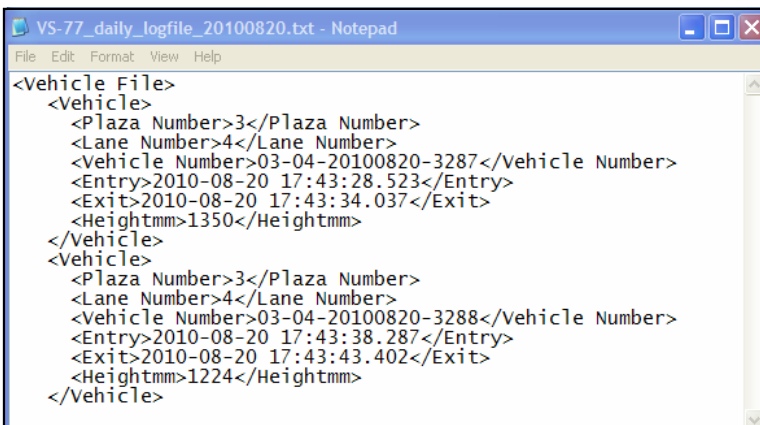 VS-77_daily_logfile_20100820.txt - Notepad
File Edit Format View Help
<Vehicle File>
<Vehicle>
<Plaza Number>3</Plaza Number>
<Lane Number>4</Lane Number>
<Vehicle Number>03-04-20100820-3287</Vehicle Number>
<Entry>2010-08-20 17:43:28.523</Entry>
<Exit>2010-08-20 17:43:34.037</Exit>
<Heightmm>1350</Heightmm>
</Vehicle>
<Vehicle>
<Plaza Number>3</Plaza Number>
<Lane Number>4</Lane Number>
<Vehicle Number>03-04-20100820-3288</Vehicle Number>
<Entry>2010-08-20 17:43:38.287</Entry>
<Exit>2010-08-20 17:43:43.402</Exit>
<Heightmm>1224</Heightmm>
</Vehicle>